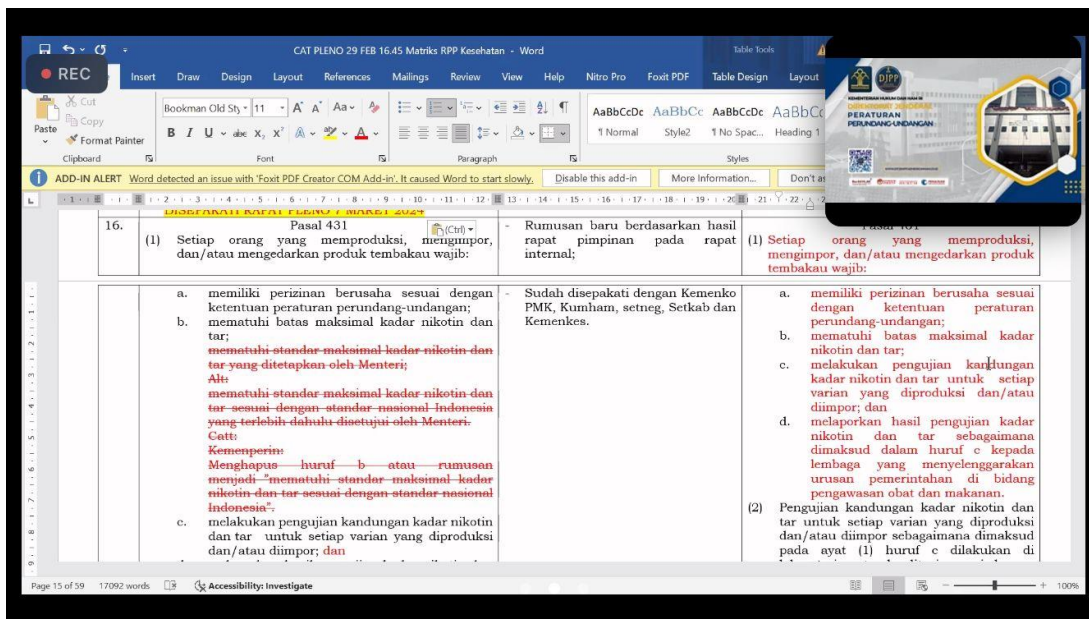 CAT PLENO 29 FEB 16.45 Matriks RPP Kesehatan - Word
Table Tools
REC
Insert Draw Design Layout References Mailings Review View Help Nitro Pro Foxit PDF Table Design Layout
Cut
Copy
Paste
Format Painter
Bookman Old Sty 11
AaBbCcDc AaBbCc AaBbCcDc AaBbCc
¶ Normal Style2 ¶ No Spac... Heading 1
Clipboard Font Paragraph Styles
DJPP
KEMENTERIAN HUKUM DAN HAM RI
DIREKTORAT JENDERAL
PERATURAN
PERUNDANG-UNDANGAN
ADD-IN ALERT Word detected an issue with 'Foxit PDF Creator COM Add-in'. It caused Word to start slowly. Disable this add-in More Information... Don't
DISEPAKATI RAPAT PLENO 7 MARET 2024
16.
Pasal 431
(Ctrl)
(1) Setiap orang yang memproduksi, mengimpor,
dan/atau mengedarkan produk tembakau wajib:
a. memiliki perizinan berusaha sesuai dengan
ketentuan peraturan perundang-undangan;
b. mematuhi batas maksimal kadar nikotin dan
tar;
mematuhi standar maksimal kadar nikotin dan
tar yang ditetapkan oleh Menteri;
Alt:
mematuhi standar maksimal kadar nikotin dan
tar sesuai dengan standar nasional Indonesia
yang terlebih dahulu disetujui oleh Menteri.
Catt:
Kemenperin:
Menghapus huruf b atau rumusan
menjadi "mematuhi standar maksimal kadar
nikotin dan tar sesuai dengan standar nasional
Indonesia".
c. melakukan pengujian kandungan kadar nikotin
dan tar untuk setiap varian yang diproduksi
dan/atau diimpor; dan
- Rumusan baru berdasarkan hasil
rapat pimpinan pada rapat
internal;
- Sudah disepakati dengan Kemenko
PMK, Kumham, setneg, Setkab dan
Kemenkes.
(1) Setiap orang yang memproduksi,
mengimpor, dan/atau mengedarkan produk
tembakau wajib:
a. memiliki perizinan berusaha sesuai
dengan ketentuan peraturan
perundang-undangan;
b. mematuhi batas maksimal kadar
nikotin dan tar;
c. melakukan pengujian kandungan
kadar nikotin dan tar untuk setiap
varian yang diproduksi dan/atau
diimpor; dan
d. melaporkan hasil pengujian kadar
nikotin dan tar sebagaimana
dimaksud dalam huruf c kepada
lembaga yang menyelenggarakan
urusan pemerintahan di bidang
pengawasan obat dan makanan.
(2) Pengujian kandungan kadar nikotin dan
tar untuk setiap varian yang diproduksi
dan/atau diimpor sebagaimana dimaksud
pada ayat (1) huruf c dilakukan di
Page 15 of 59 17092 words Accessibility: Investigate 100%